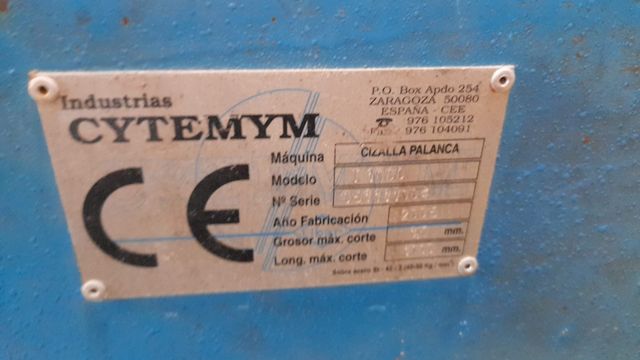 Industrias
CYTEMYM
P.O. Box Apdo 254
ZARAGOZA 50080
ESPAÑA - CEE
976 105212
976 104091
CE
Máquina CIZALLA PALANCA
Modelo
Nº Serie
Año Fabricación
Grosor máx. corte mm.
Long. máx. corte mm.